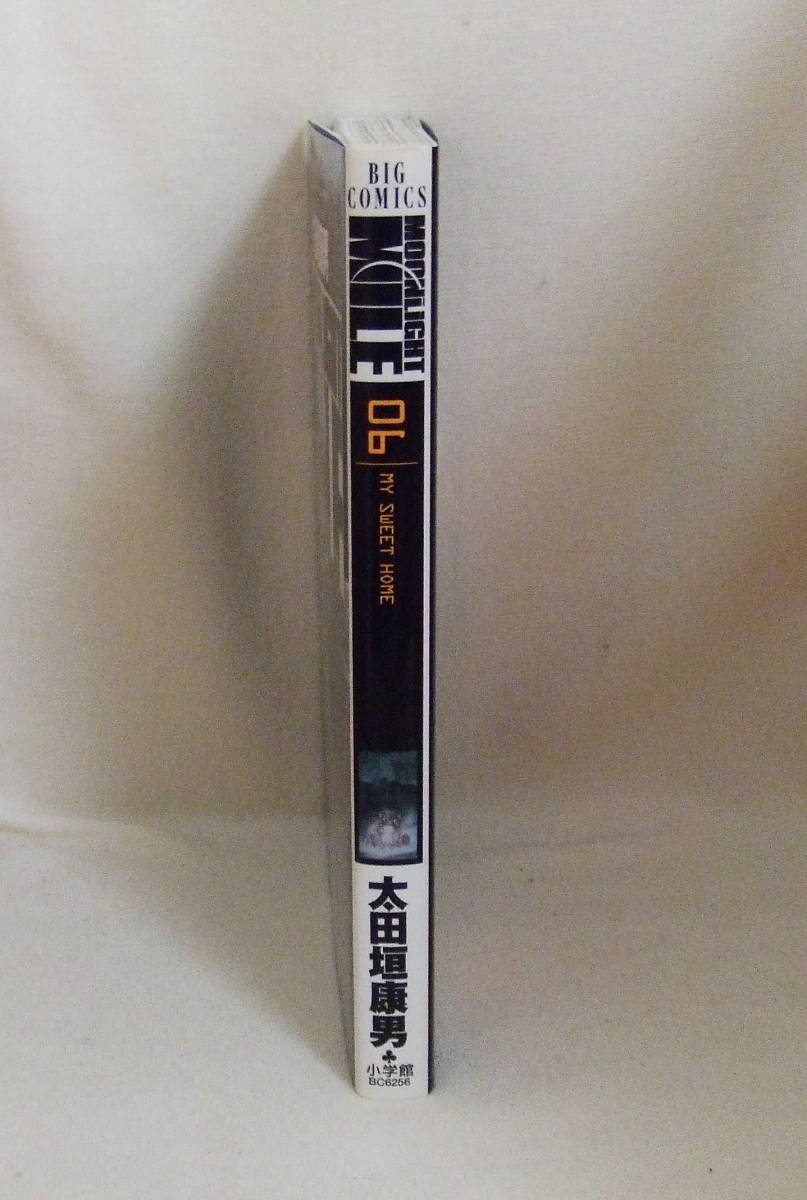 BIG
COMICS
MOONLIGHT
MILE
06
MY SWEET HOME
太田垣康男
小学館
BC6256